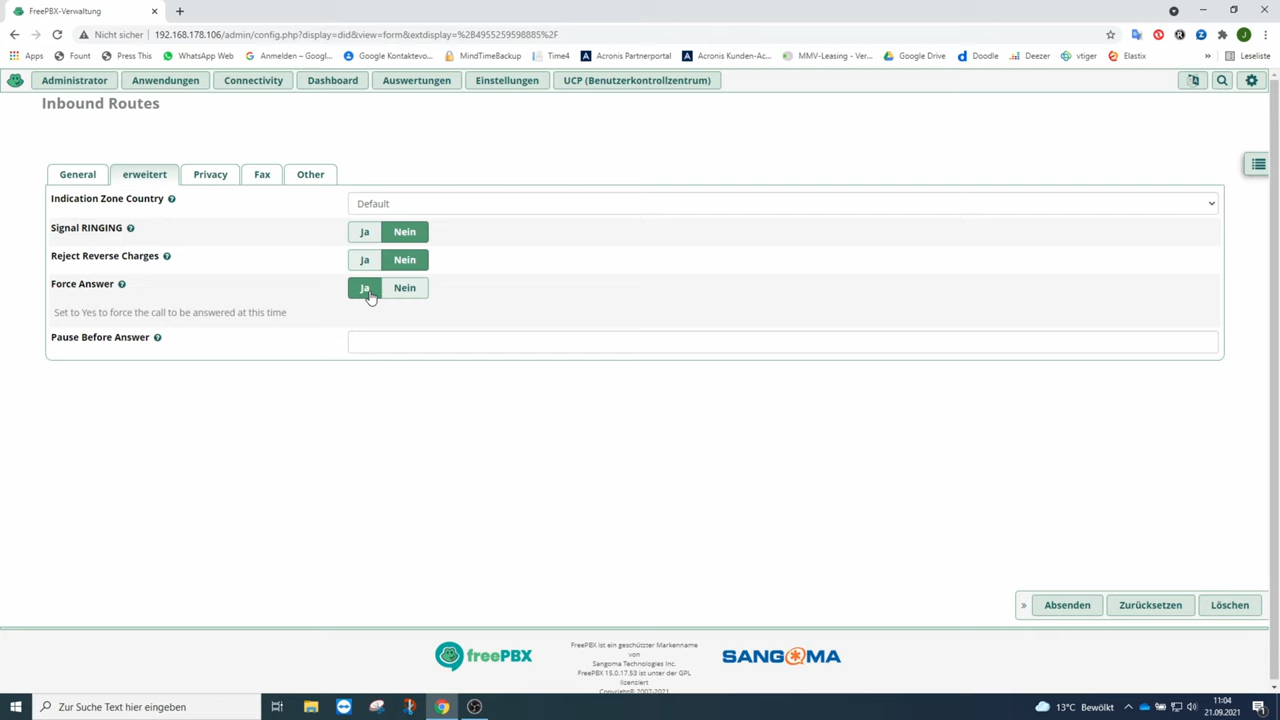 FreePBX-Verwaltung
Nicht sicher 192.168.178.106/admin/config.php?display=did&view=form&extdisplay=%2B4955259598885%2F
Apps Fount Press This WhatsApp Web Anmelden – Googl... Google Kontaktevo... MindTimeBackup Time4 Acronis Partnerportal Acronis Kunden-Ac... MMV-Leasing - Ver... Google Drive Doodle Deezer vtiger Elastix » Leseliste
Administrator Anwendungen Connectivity Dashboard Auswertungen Einstellungen UCP (Benutzerkontrollzentrum)
Inbound Routes
General erweitert Privacy Fax Other
Indication Zone Country Default
Signal RINGING Ja Nein
Reject Reverse Charges Ja Nein
Force Answer Ja Nein
Set to Yes to force the call to be answered at this time
Pause Before Answer
» Absenden Zurücksetzen Löschen
freePBX
FreePBX ist ein geschützter Markenname
von
Sangoma Technologies Inc.
FreePBX 15.0.17.53 ist unter der GPL
lizenziert
Copyright© 2007-2021
SANGOMA
Zur Suche Text hier eingeben
13°C Bewölkt
11:04
21.09.2021